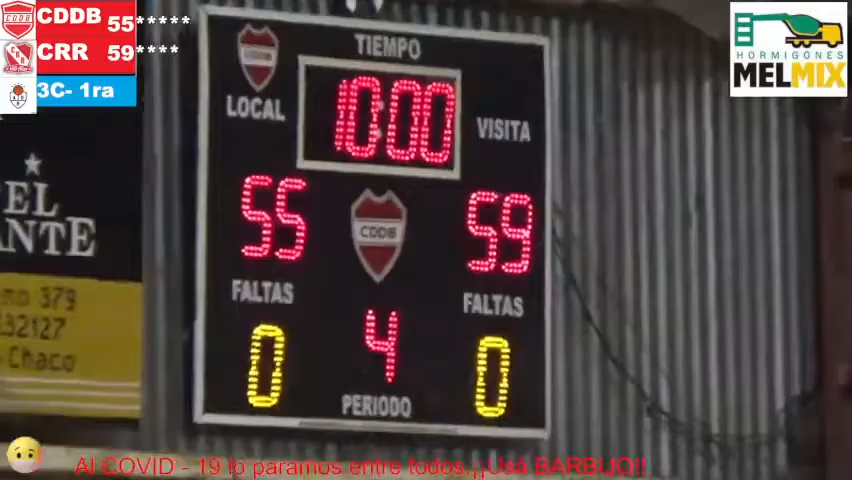 CDDB 55*****
CRR 59****
3C- 1ra
HORMIGONES
MELMIX
TIEMPO
10:00
LOCAL
VISITA
55
CDDB
59
FALTAS
FALTAS
0
4
0
PERIODO
EL
ANTE
379
32127
Chaco
Al COVID - 19 lo paramos entre todos.¡¡Usá BARBIJO!!